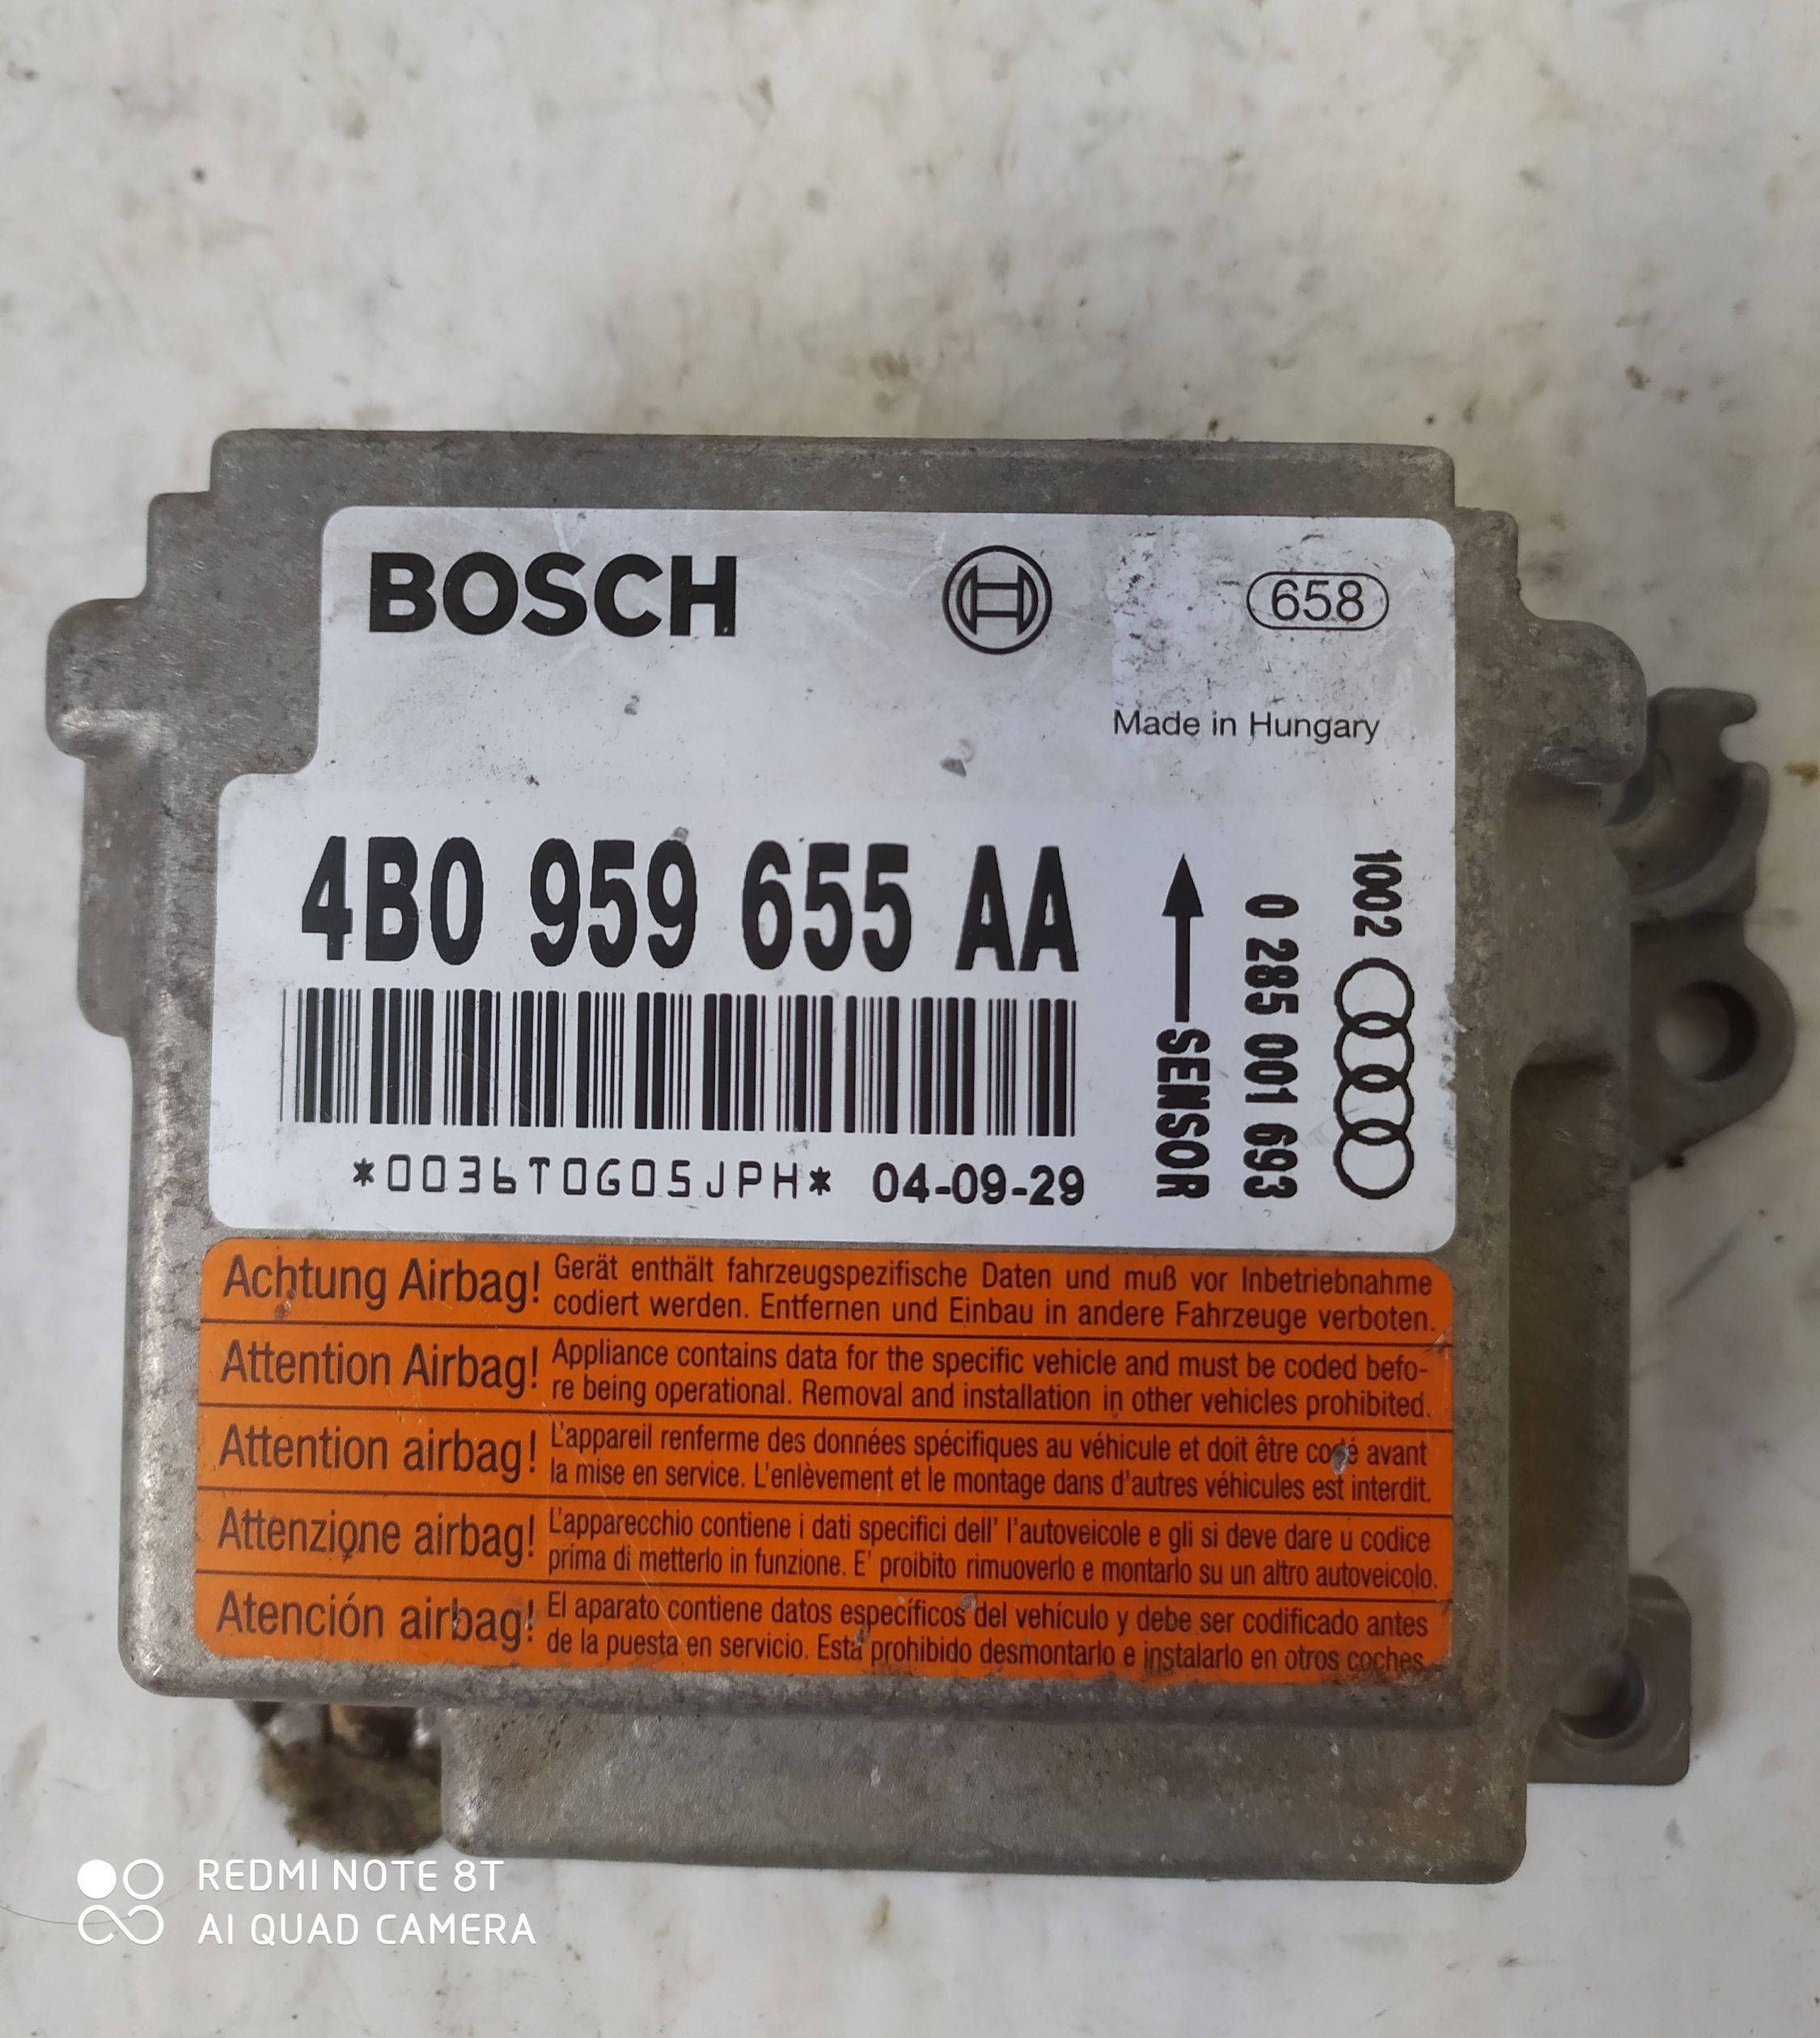 BOSCH
658
Made in Hungary
4B0 959 655 AA
*0036T0G05JPH* 04-09-29
SENSOR
0 285 001 693
1002
Achtung Airbag! Gerät enthält fahrzeugspezifische Daten und muß vor Inbetriebnahme
codiert werden. Entfernen und Einbau in andere Fahrzeuge verboten.
Attention Airbag! Appliance contains data for the specific vehicle and must be coded befo-
re being operational. Removal and installation in other vehicles prohibited.
Attention airbag! L'appareil renferme des données spécifiques au véhicule et doit être codé avant
la mise en service. L'enlèvement et le montage dans d'autres véhicules est interdit.
Attenzione airbag! L'apparecchio contiene i dati specifici dell' l'autoveicole e gli si deve dare u codice
prima di metterlo in funzione. E' proibito rimuoverlo e montarlo su un altro autoveicolo.
Atención airbag! El aparato contiene datos específicos del vehículo y debe ser codificado antes
de la puesta en servicio. Está prohibido desmontarlo e instalarlo en otros coches.
REDMI NOTE 8T
AI QUAD CAMERA